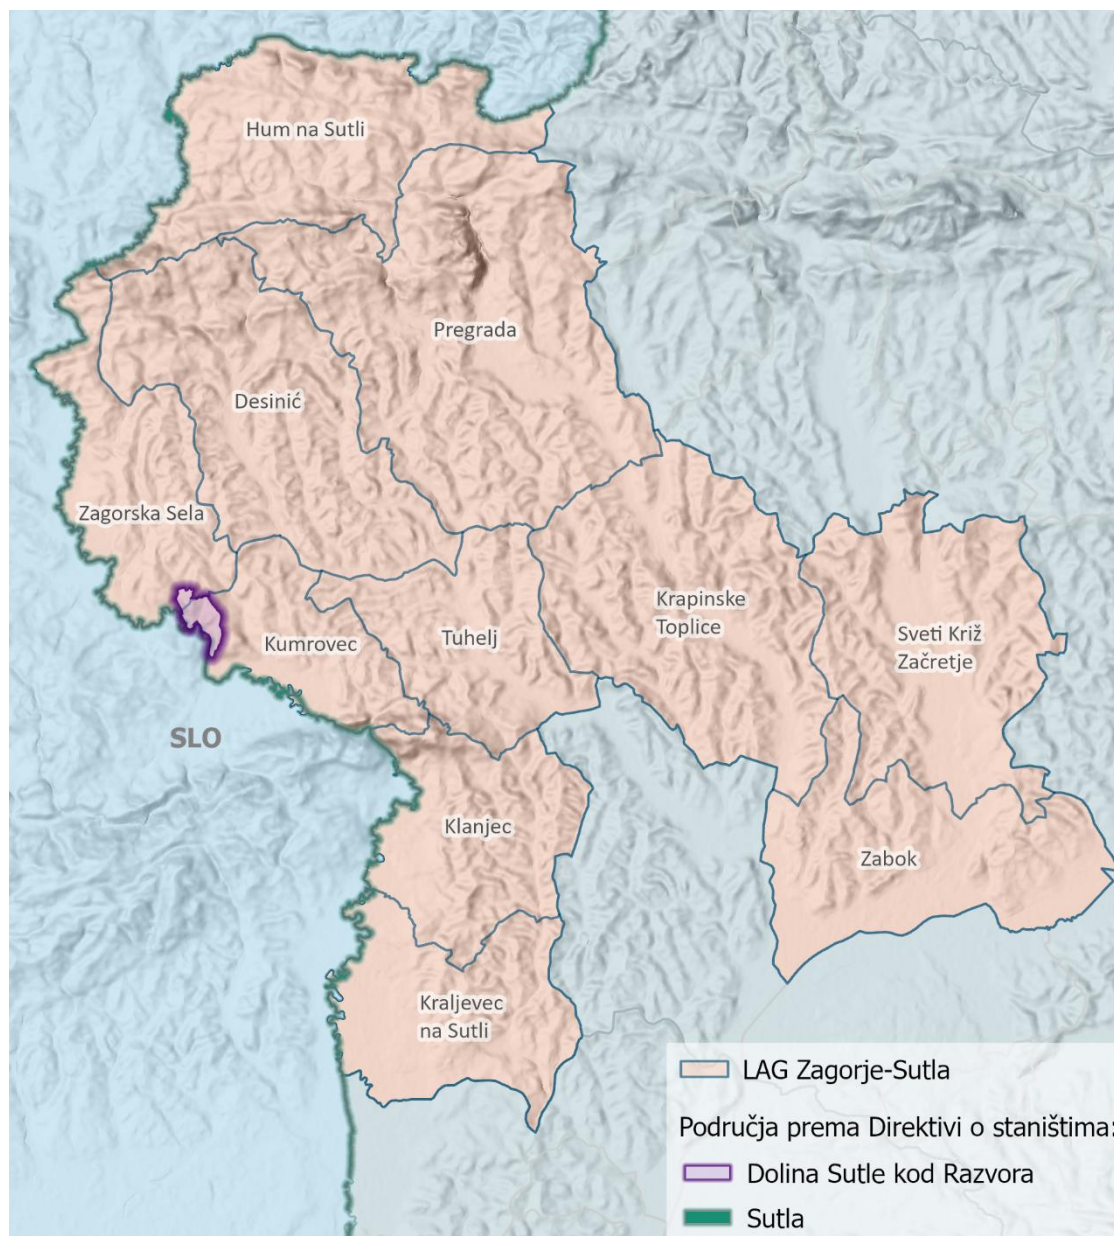 Hum na Sutli
Pregrada
Desinić
Zagorska Sela
Krapinske
Toplice
Sveti Križ
Začretje
Kumrovec
Tuhelj
SLO
Klanjec
Zabok
Kraljevec
na Sutli
LAG Zagorje-Sutla
Područja prema Direktivi o staništima:
Dolina Sutle kod Razvora
Sutla